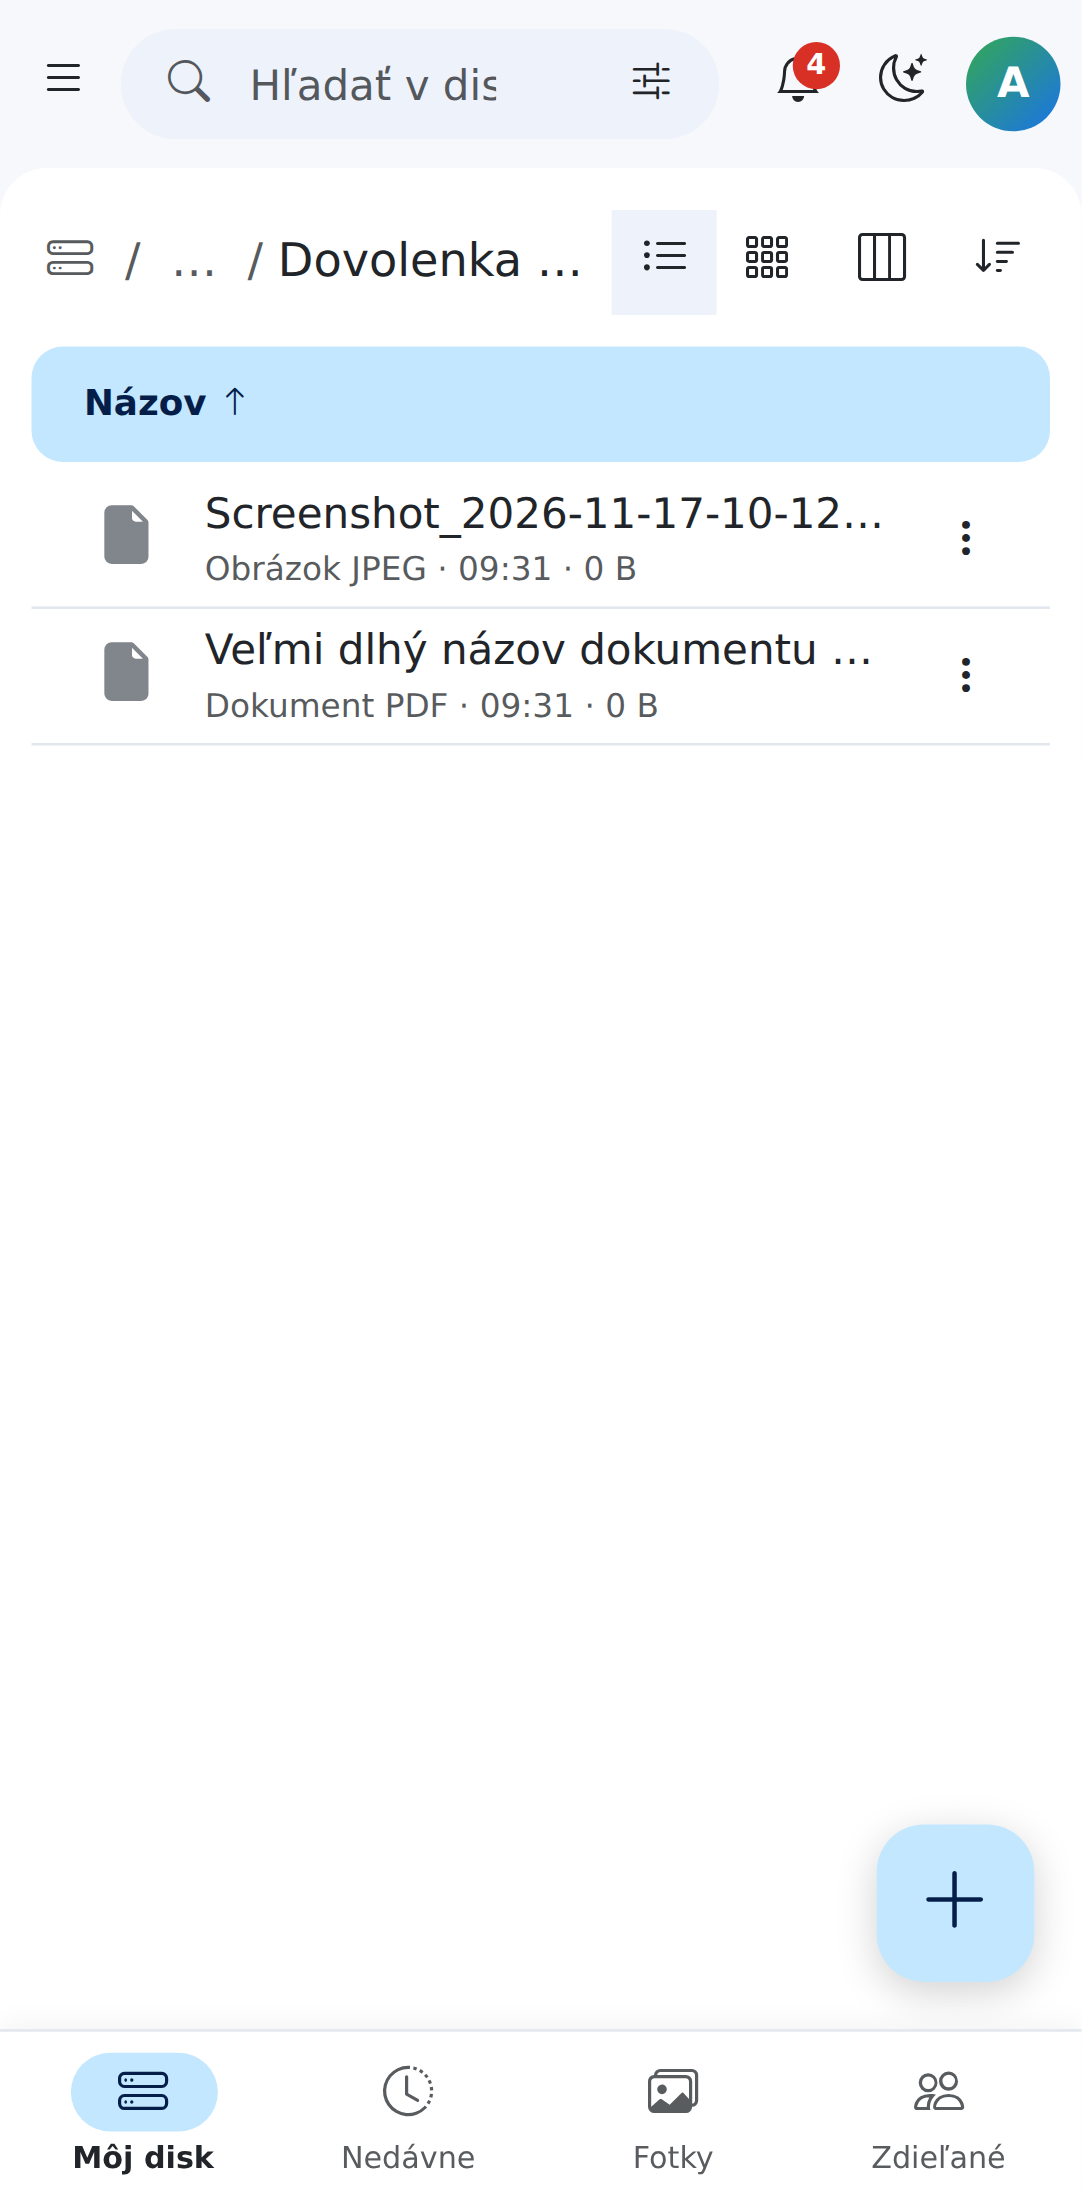 Hľadať v dis
4
A
/ ... / Dovolenka ...
Názov ↑
Screenshot_2026-11-17-10-12...
Obrázok JPEG · 09:31 · 0 B
Veľmi dlhý názov dokumentu ...
Dokument PDF · 09:31 · 0 B
Môj disk
Nedávne
Fotky
Zdieľané